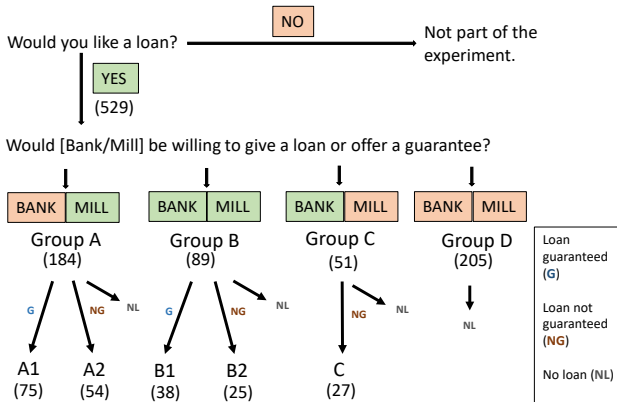 NO
Would you like a loan?
Not part of the
experiment.
YES
(529)
Would [Bank/Mill] be willing to give a loan or offer a guarantee?
BANK MILL
BANK MILL
BANK MILL
BANK MILL
Group A
(184)
Group B
(89)
Group C
(51)
Group D
(205)
G NG NL
G NG NL
NG NL
NL
A1
(75)
A2
(54)
B1
(38)
B2
(25)
C
(27)
Loan
guaranteed
(G)
Loan not
guaranteed
(NG)
No loan (NL)